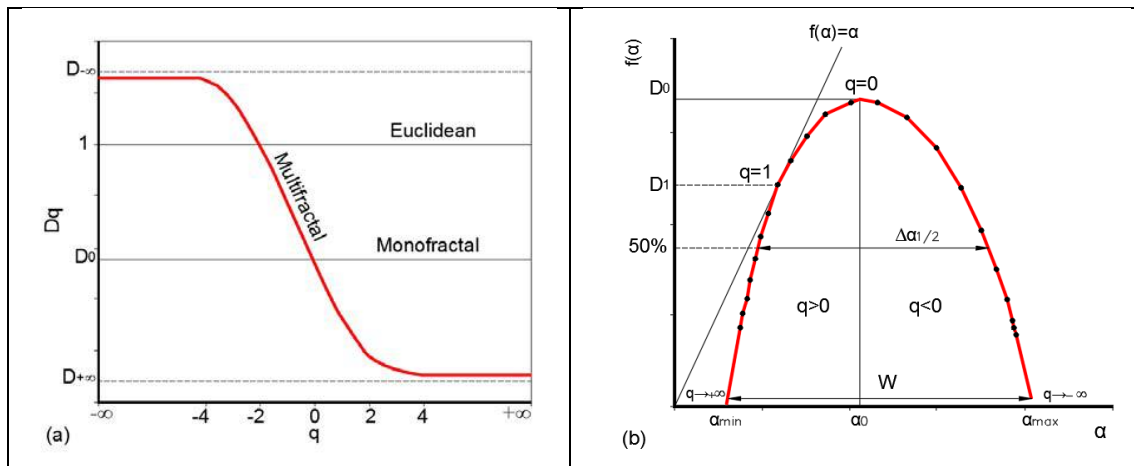 D-∞
1
Euclidean
Multifractal
Dq
Monofractal
D0
D+∞
-∞ -4 -2 0 2 4 +∞
q
(a)
f(α)=α
f(α)
D0
q=0
q=1
D1
50%
Δα1/2
q>0
q<0
W
q→+∞
q→-∞
αmin
α0
αmax
α
(b)